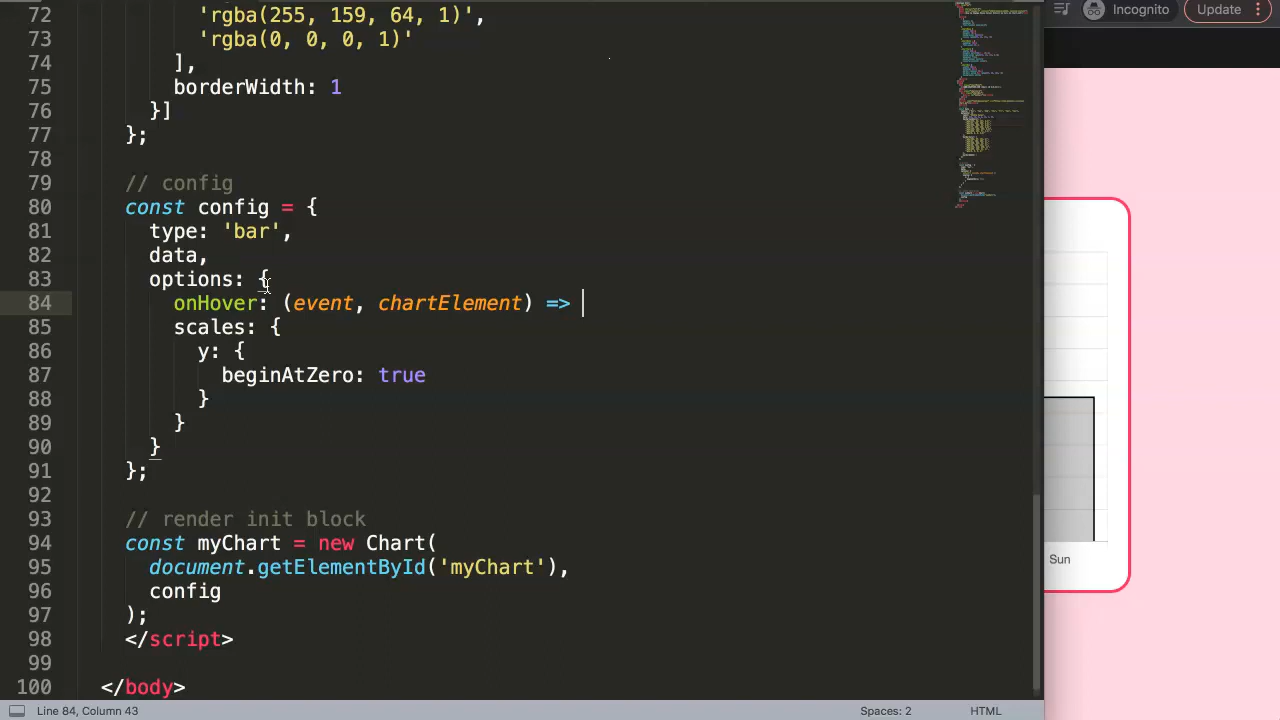 72 'rgba(255, 159, 64, 1)',
73 'rgba(0, 0, 0, 1)'
74 ],
75 borderWidth: 1
76 }]
77 };
78
79 // config
80 const config = {
81 type: 'bar',
82 data,
83 options: {
84 onHover: (event, chartElement) =>
85 scales: {
86 y: {
87 beginAtZero: true
88 }
89 }
90 }
91 };
92
93 // render init block
94 const myChart = new Chart(
95 document.getElementById('myChart'),
96 config
97 );
98 </script>
99
100 </body>
Line 84, Column 43
Spaces: 2
HTML
Incognito
Update
Sun